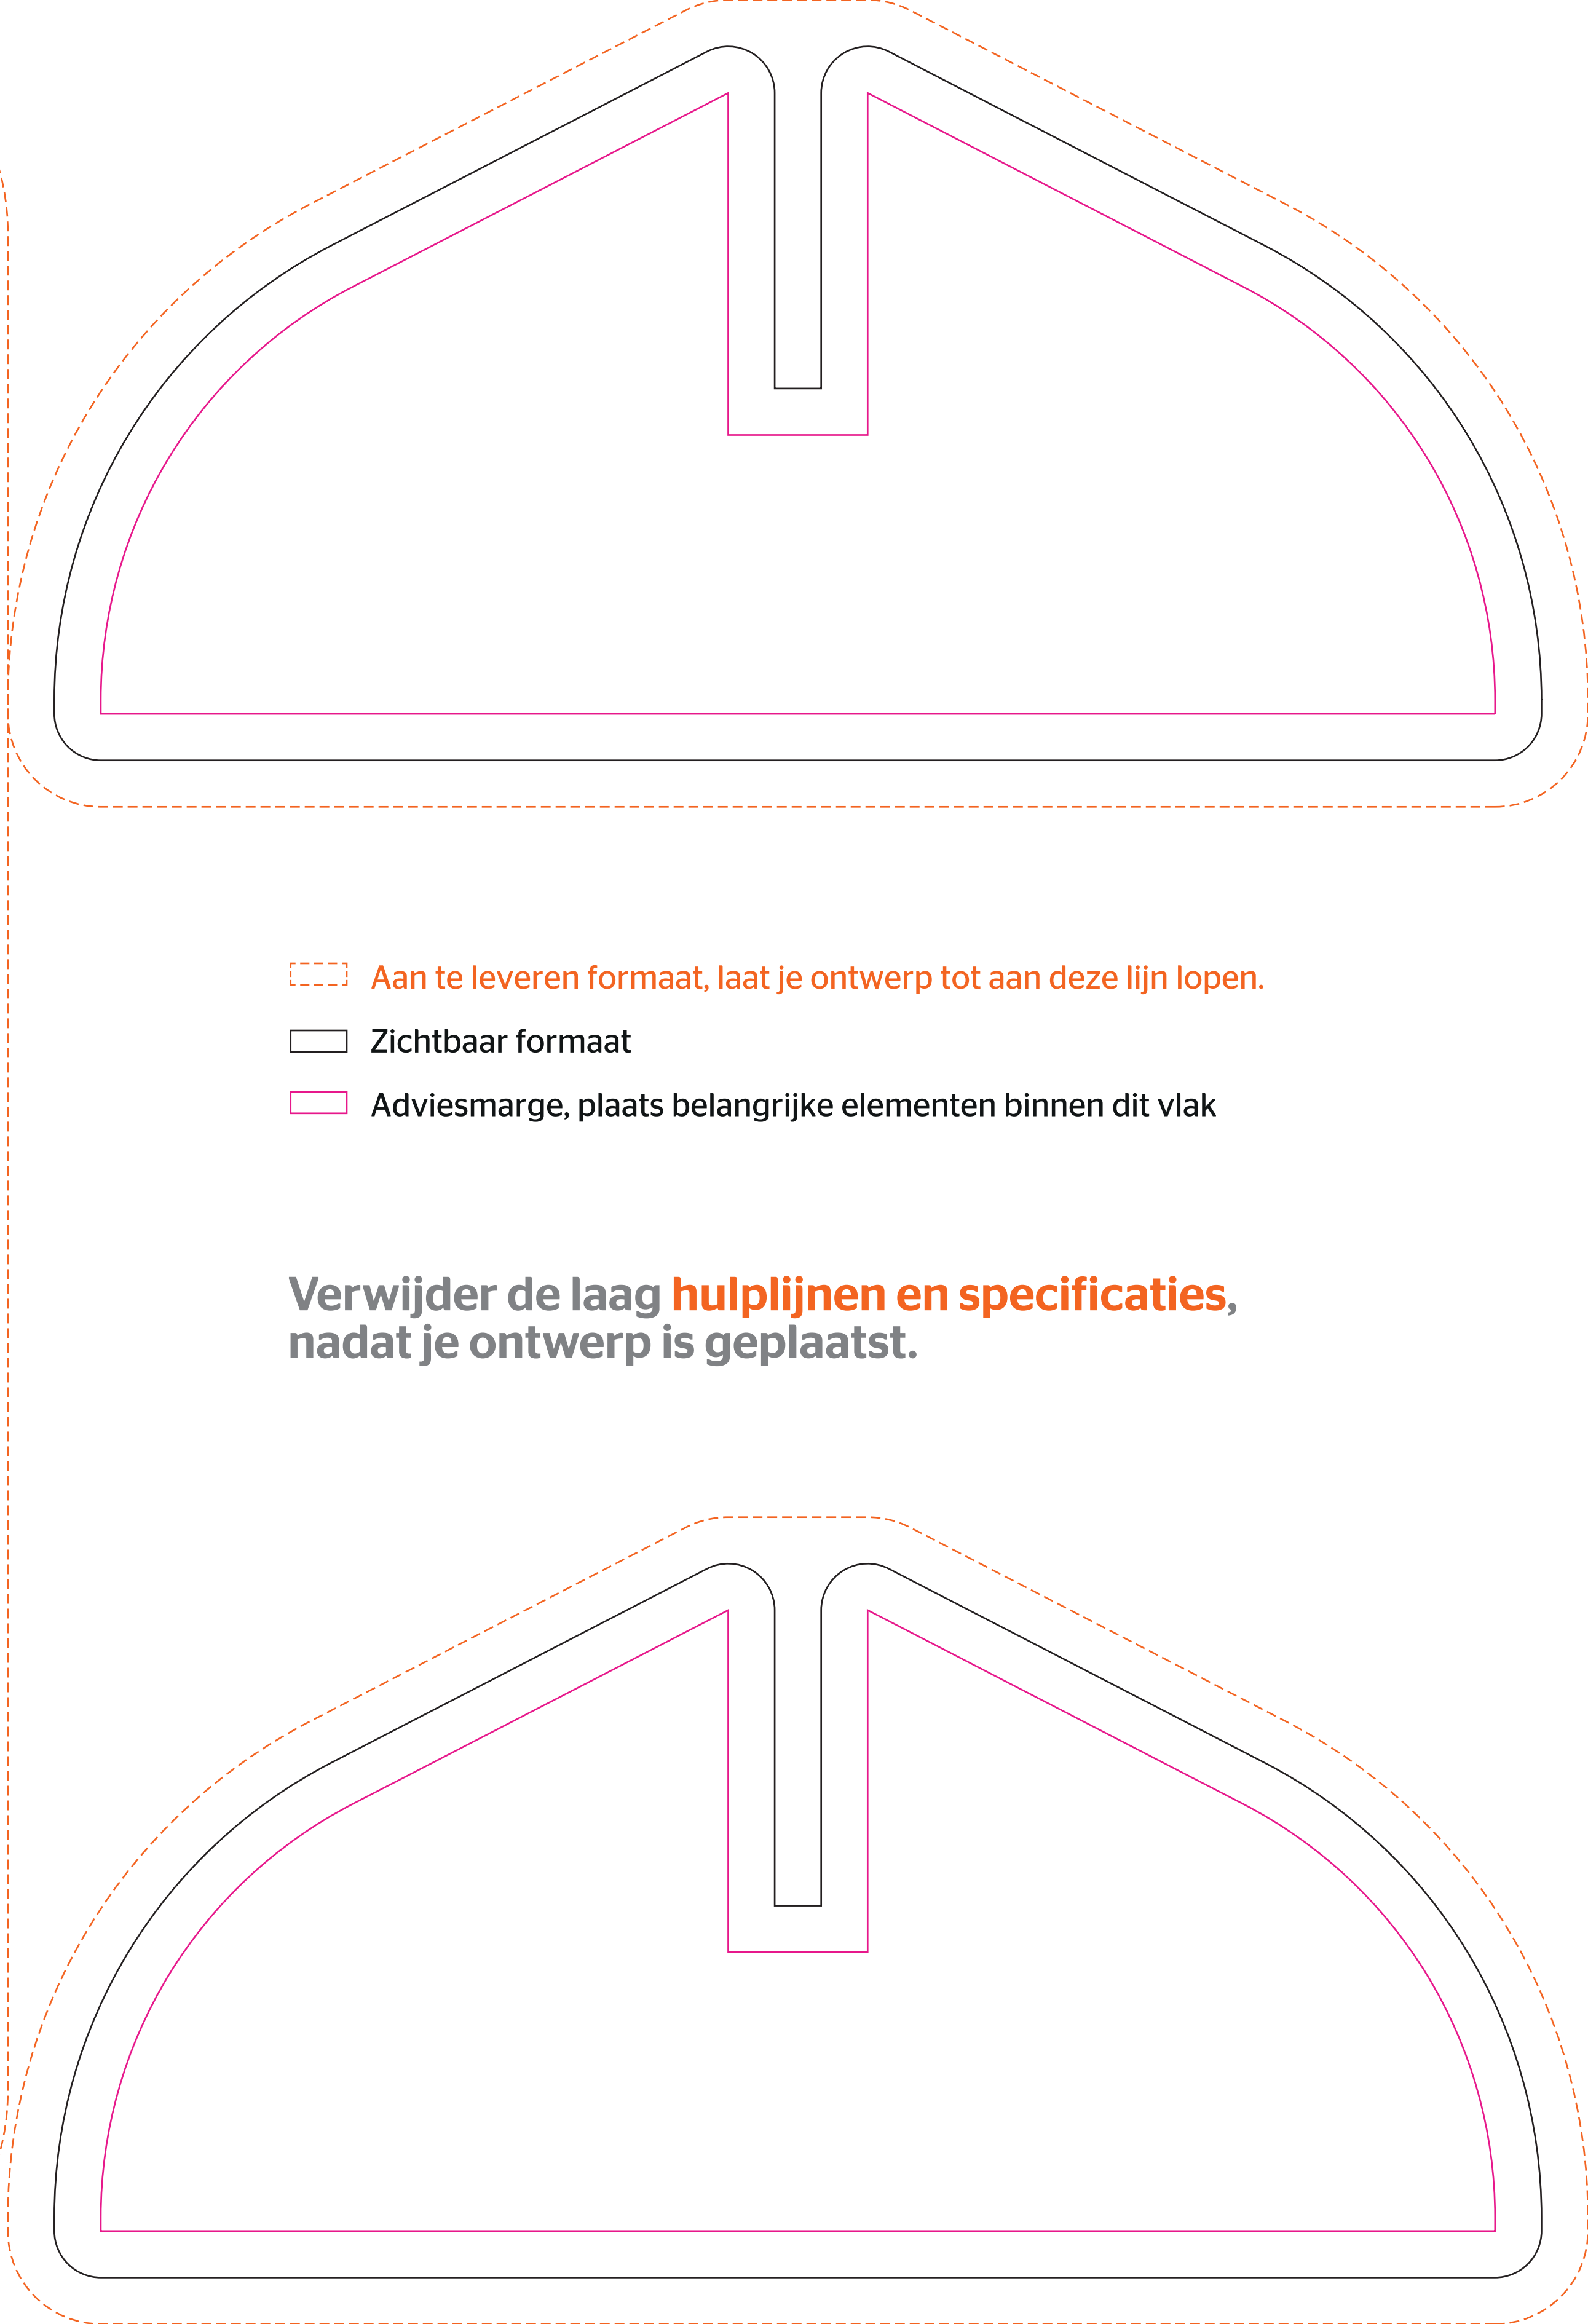 Aan te leveren formaat, laat je ontwerp tot aan deze lijn lopen.
Zichtbaar formaat
Adviesmarge, plaats belangrijke elementen binnen dit vlak
Verwijder de laag hulplijnen en specificaties,
nadat je ontwerp is geplaatst.